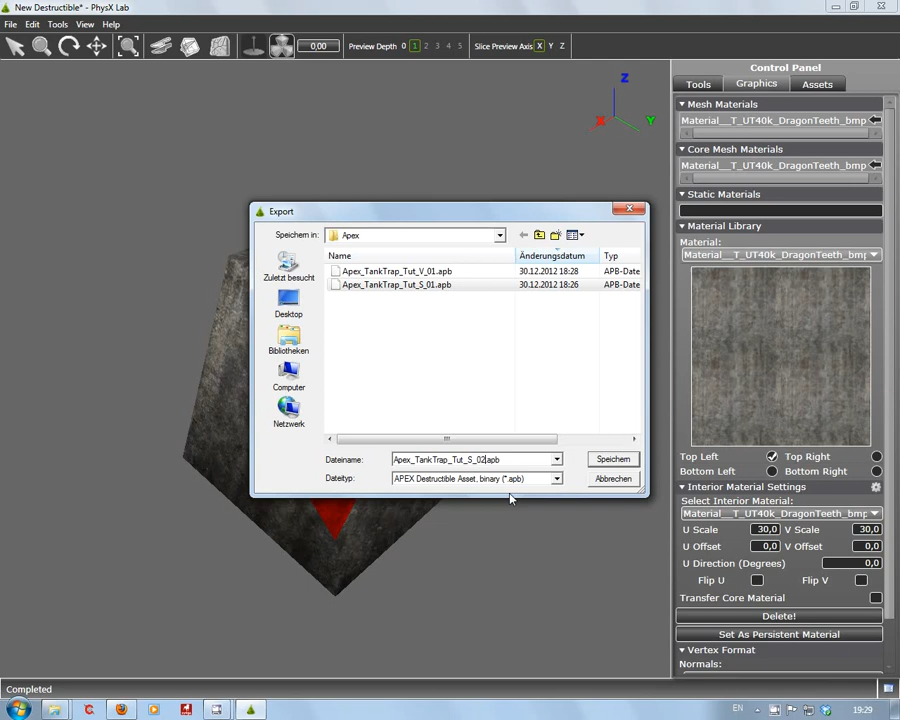 New Destructible* - PhysX Lab
File Edit Tools View Help
0,00 Preview Depth 0 1 2 3 4 5 Slice Preview Axis X Y Z
Z
X Y
Control Panel
Tools Graphics Assets
Mesh Materials
Material__T_UT40k_DragonTeeth_bmp
Core Mesh Materials
Material__T_UT40k_DragonTeeth_bmp
Static Materials
Material Library
Material:
Material__T_UT40k_DragonTeeth_bmp
Top Left Top Right
Bottom Left Bottom Right
Interior Material Settings
Select Interior Material:
Material__T_UT40k_DragonTeeth_bmp
U Scale 30,0 V Scale 30,0
U Offset 0,0 V Offset 0,0
U Direction (Degrees) 0,0
Flip U Flip V
Transfer Core Material
Delete!
Set As Persistent Material
Vertex Format
Normals:
Export
Speichern in: Apex
Zuletzt besucht
Desktop
Bibliotheken
Computer
Netzwerk
Name Änderungsdatum Typ
Apex_TankTrap_Tut_V_01.apb 30.12.2012 18:28 APB-Date
Apex_TankTrap_Tut_S_01.apb 30.12.2012 18:26 APB-Date
Dateiname: Apex_TankTrap_Tut_S_02.apb Speichern
Dateityp: APEX Destructible Asset, binary (*.apb) Abbrechen
Completed
EN 19:29